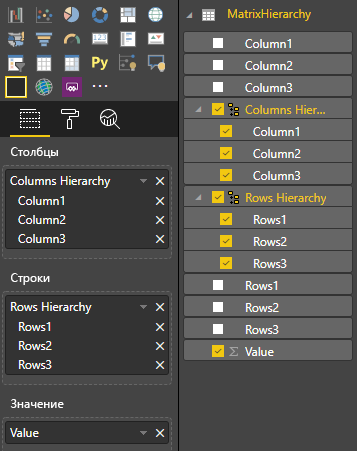 Py
Столбцы
Columns Hierarchy
Column1
Column2
Column3
Строки
Rows Hierarchy
Rows1
Rows2
Rows3
Значение
Value
MatrixHierarchy
Column1
Column2
Column3
Columns Hier...
Column1
Column2
Column3
Rows Hierarchy
Rows1
Rows2
Rows3
Rows1
Rows2
Rows3
Σ Value